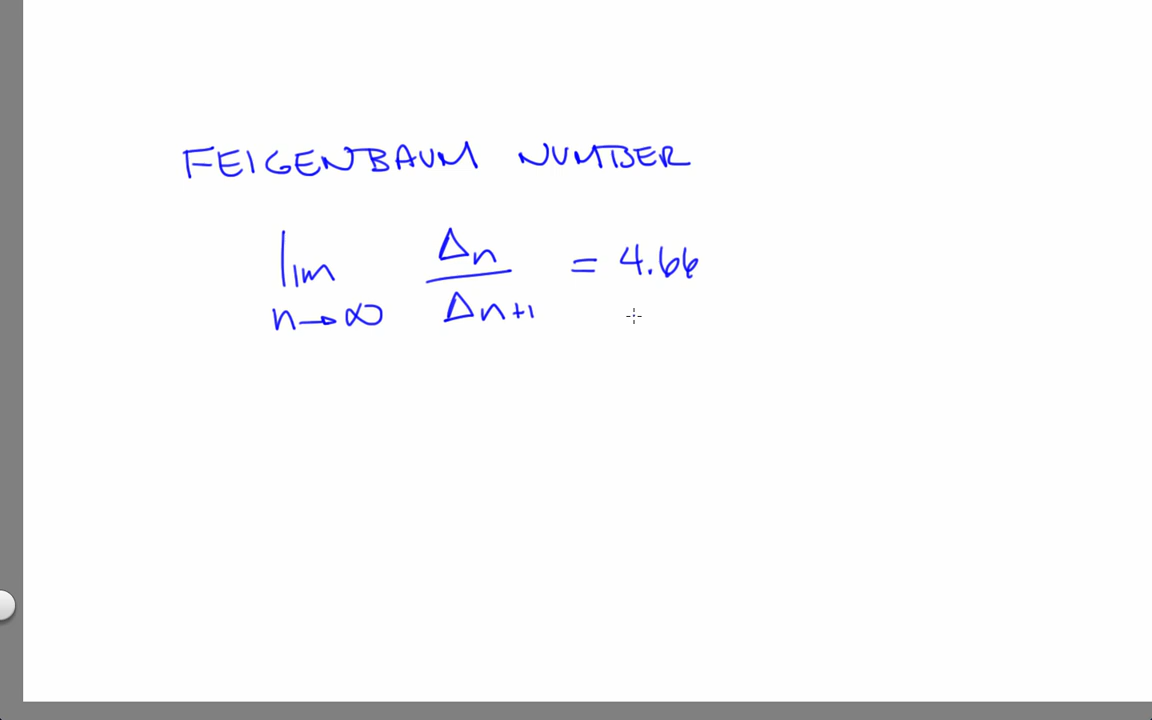 FEIGENBAUM NUMBER
lim n→∞ Δn / Δn+1 = 4.66